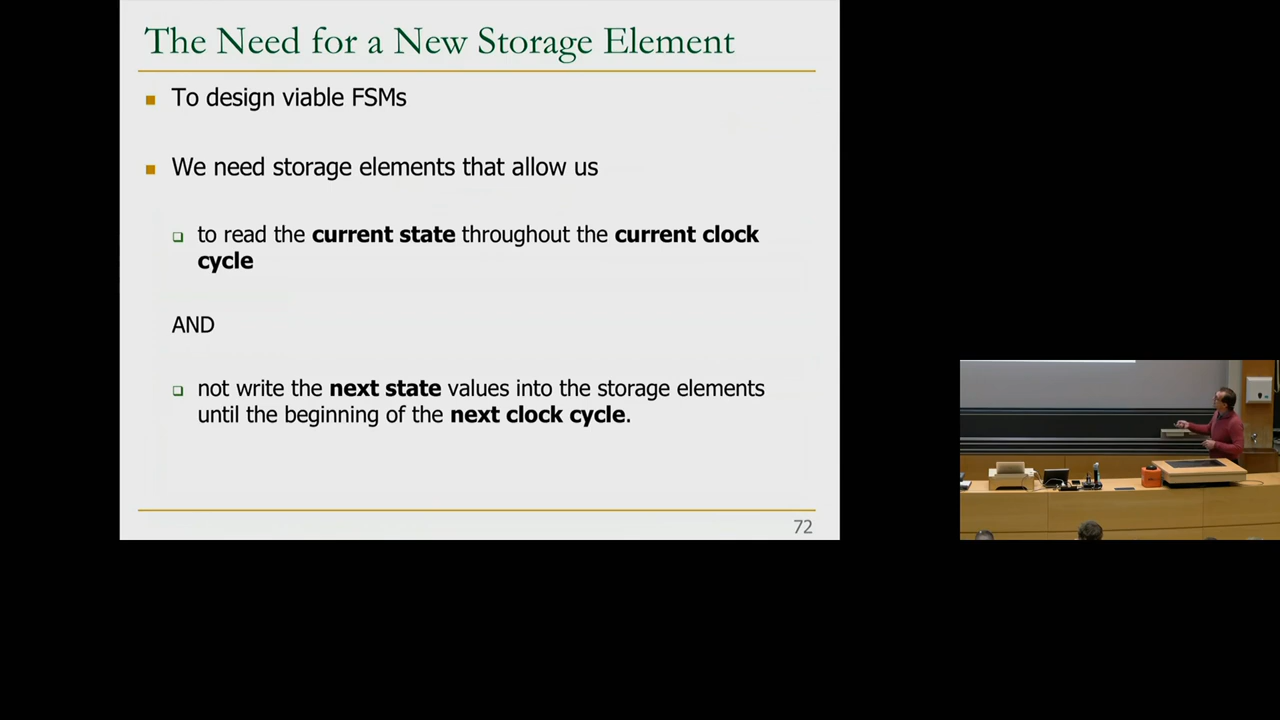 The Need for a New Storage Element
To design viable FSMs
We need storage elements that allow us
to read the current state throughout the current clock
cycle
AND
not write the next state values into the storage elements
until the beginning of the next clock cycle.
72